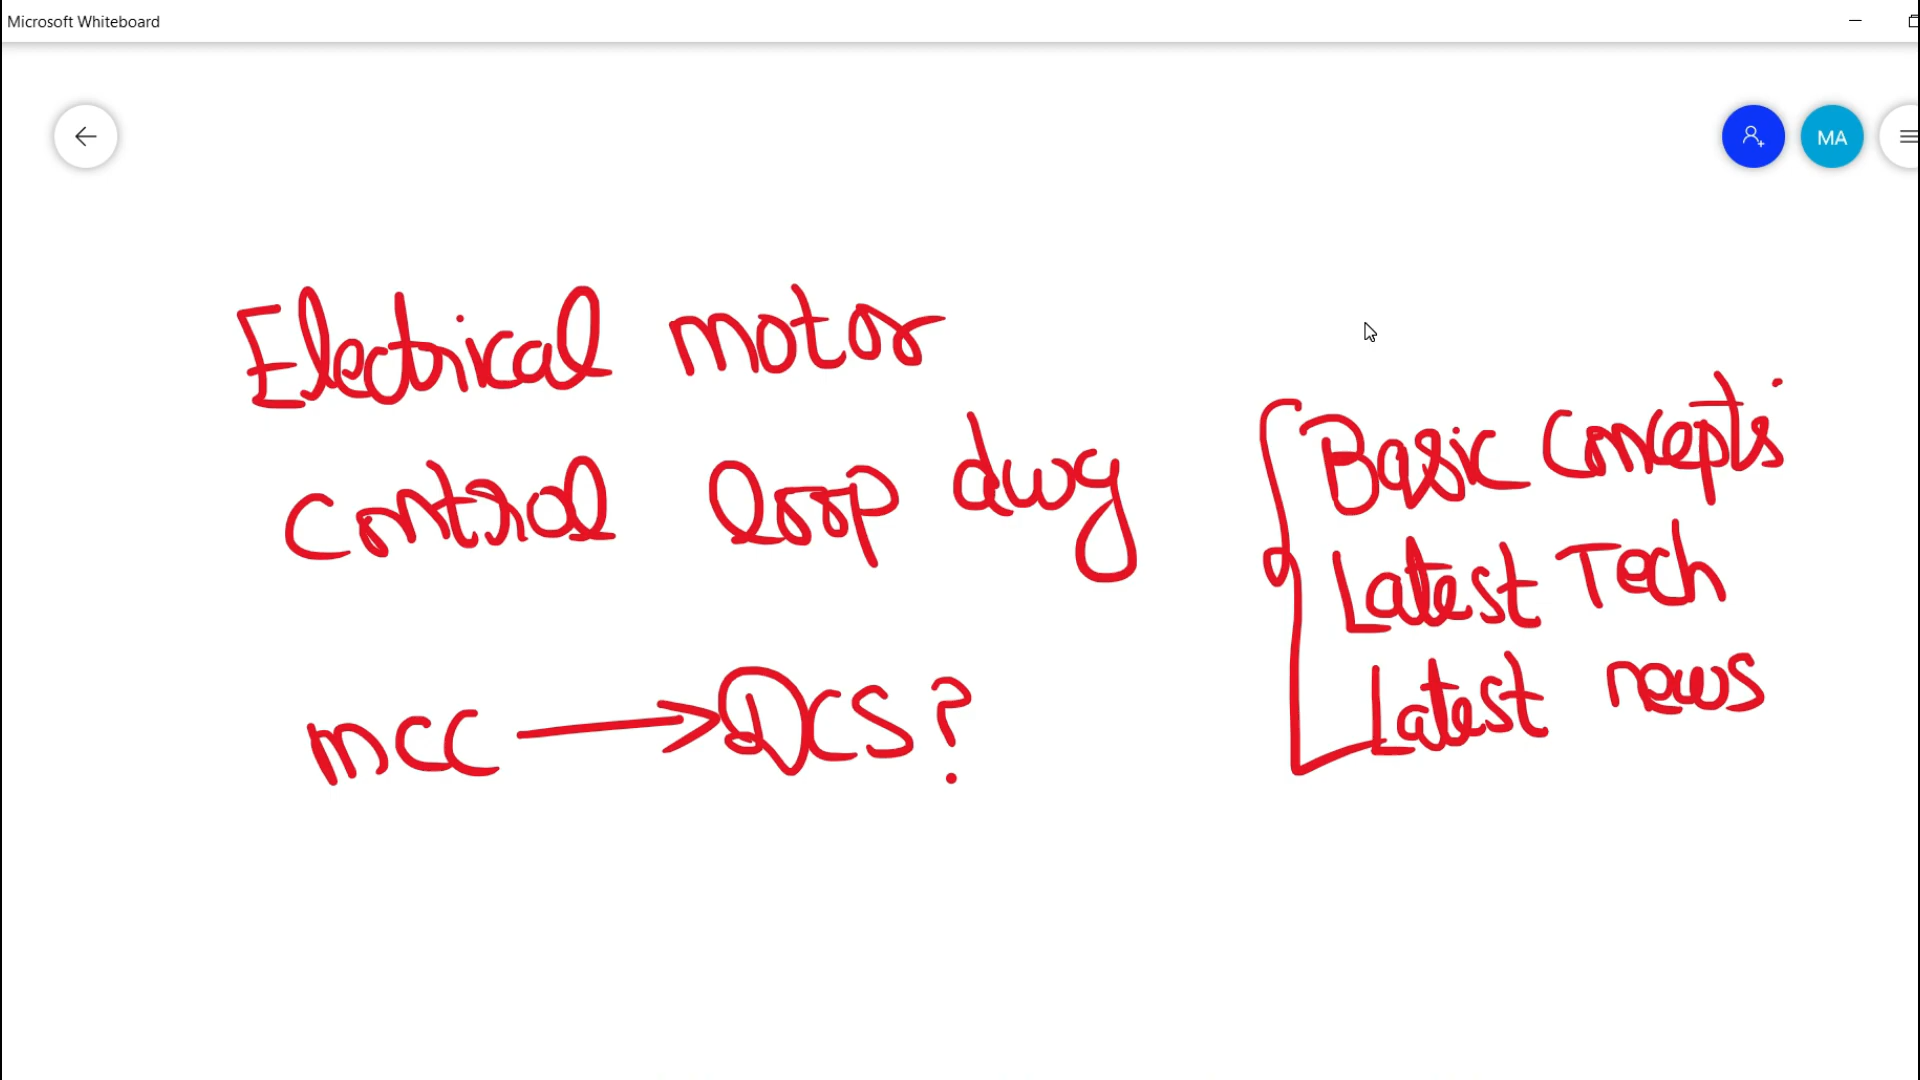 Microsoft Whiteboard
MA
Electrical motor
control loop dwg
mcc → DCS?
Basic Concepts
Latest Tech
Latest news